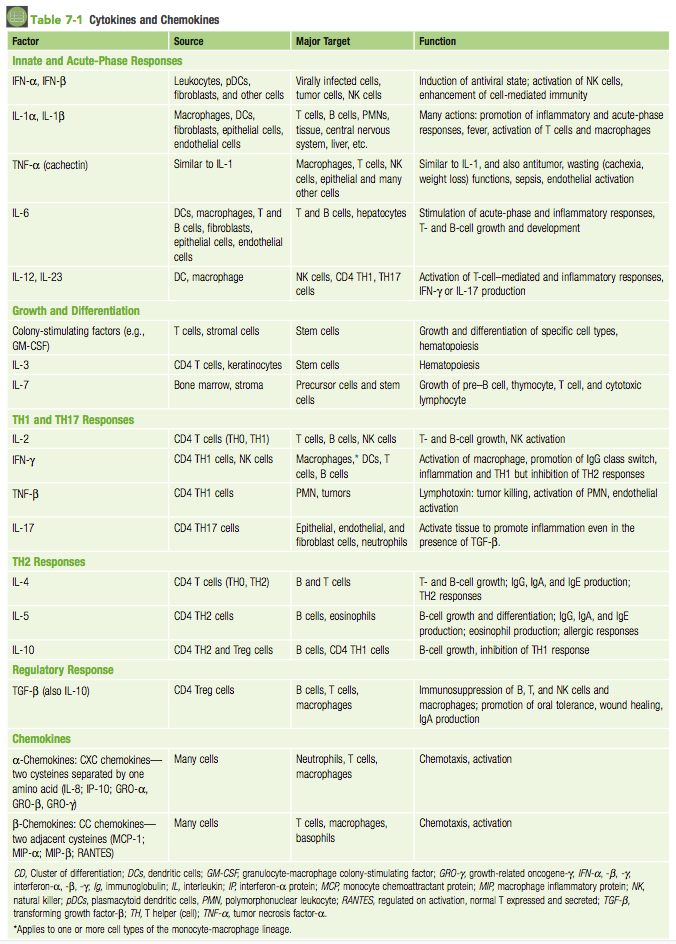 Table 7-1 Cytokines and Chemokines
Factor Source Major Target Function
Innate and Acute-Phase Responses
IFN-α, IFN-β Leukocytes, pDCs, Virally infected cells, Induction of antiviral state; activation of NK cells,
fibroblasts, and other cells tumor cells, NK cells enhancement of cell-mediated immunity
IL-1α, IL-1β Macrophages, DCs, T cells, B cells, PMNs, Many actions: promotion of inflammatory and acute-phase
fibroblasts, epithelial cells, tissue, central nervous responses, fever, activation of T cells and macrophages
endothelial cells system, liver, etc.
TNF-α (cachectin) Similar to IL-1 Macrophages, T cells, NK Similar to IL-1, and also antitumor, wasting (cachexia,
cells, epithelial and many weight loss) functions, sepsis, endothelial activation
other cells
IL-6 DCs, macrophages, T and T and B cells, hepatocytes Stimulation of acute-phase and inflammatory responses,
B cells, fibroblasts, T- and B-cell growth and development
epithelial cells, endothelial
cells
IL-12, IL-23 DC, macrophage NK cells, CD4 TH1, TH17 Activation of T-cell–mediated and inflammatory responses,
cells IFN-γ or IL-17 production
Growth and Differentiation
Colony-stimulating factors (e.g., T cells, stromal cells Stem cells Growth and differentiation of specific cell types,
GM-CSF) hematopoiesis
IL-3 CD4 T cells, keratinocytes Stem cells Hematopoiesis
IL-7 Bone marrow, stroma Precursor cells and stem Growth of pre–B cell, thymocyte, T cell, and cytotoxic
cells lymphocyte
TH1 and TH17 Responses
IL-2 CD4 T cells (TH0, TH1) T cells, B cells, NK cells T- and B-cell growth, NK activation
IFN-γ CD4 TH1 cells, NK cells Macrophages,* DCs, T Activation of macrophage, promotion of IgG class switch,
cells, B cells inflammation and TH1 but inhibition of TH2 responses
TNF-β CD4 TH1 cells PMN, tumors Lymphotoxin: tumor killing, activation of PMN, endothelial
activation
IL-17 CD4 TH17 cells Epithelial, endothelial, and Activate tissue to promote inflammation even in the
fibroblast cells, neutrophils presence of TGF-β.
TH2 Responses
IL-4 CD4 T cells (TH0, TH2) B and T cells T- and B-cell growth; IgG, IgA, and IgE production;
TH2 responses
IL-5 CD4 TH2 cells B cells, eosinophils B-cell growth and differentiation; IgG, IgA, and IgE
production; eosinophil production; allergic responses
IL-10 CD4 TH2 and Treg cells B cells, CD4 TH1 cells B-cell growth, inhibition of TH1 response
Regulatory Response
TGF-β (also IL-10) CD4 Treg cells B cells, T cells, Immunosuppression of B, T, and NK cells and
macrophages macrophages; promotion of oral tolerance, wound healing,
IgA production
Chemokines
α-Chemokines: CXC chemokines— Many cells Neutrophils, T cells, Chemotaxis, activation
two cysteines separated by one macrophages
amino acid (IL-8; IP-10; GRO-α,
GRO-β, GRO-γ)
β-Chemokines: CC chemokines— Many cells T cells, macrophages, Chemotaxis, activation
two adjacent cysteines (MCP-1; basophils
MIP-α; MIP-β; RANTES)
CD, Cluster of differentiation; DCs, dendritic cells; GM-CSF, granulocyte-macrophage colony-stimulating factor; GRO-γ, growth-related oncogene-γ; IFN-α, -β, -γ,
interferon-α, -β, -γ; Ig, immunoglobulin; IL, interleukin; IP, interferon-α protein; MCP, monocyte chemoattractant protein; MIP, macrophage inflammatory protein; NK,
natural killer; pDCs, plasmacytoid dendritic cells, PMN, polymorphonuclear leukocyte; RANTES, regulated on activation, normal T expressed and secreted; TGF-β,
transforming growth factor-β; TH, T helper (cell); TNF-α, tumor necrosis factor-α.
*Applies to one or more cell types of the monocyte-macrophage lineage.